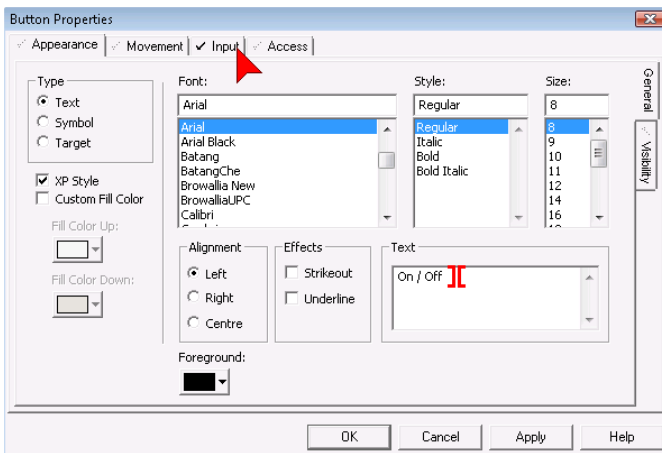 Button Properties
Appearance Movement Input Access
General
Visibility
Type
Text
Symbol
Target
XP Style
Custom Fill Color
Fill Color Up:
Fill Color Down:
Font:
Arial
Arial
Arial Black
Batang
BatangChe
Browallia New
BrowalliaUPC
Calibri
Style:
Regular
Regular
Italic
Bold
Bold Italic
Size:
8
8
9
10
11
12
14
16
Alignment
Left
Right
Centre
Effects
Strikeout
Underline
Text
On / Off
Foreground:
OK Cancel Apply Help